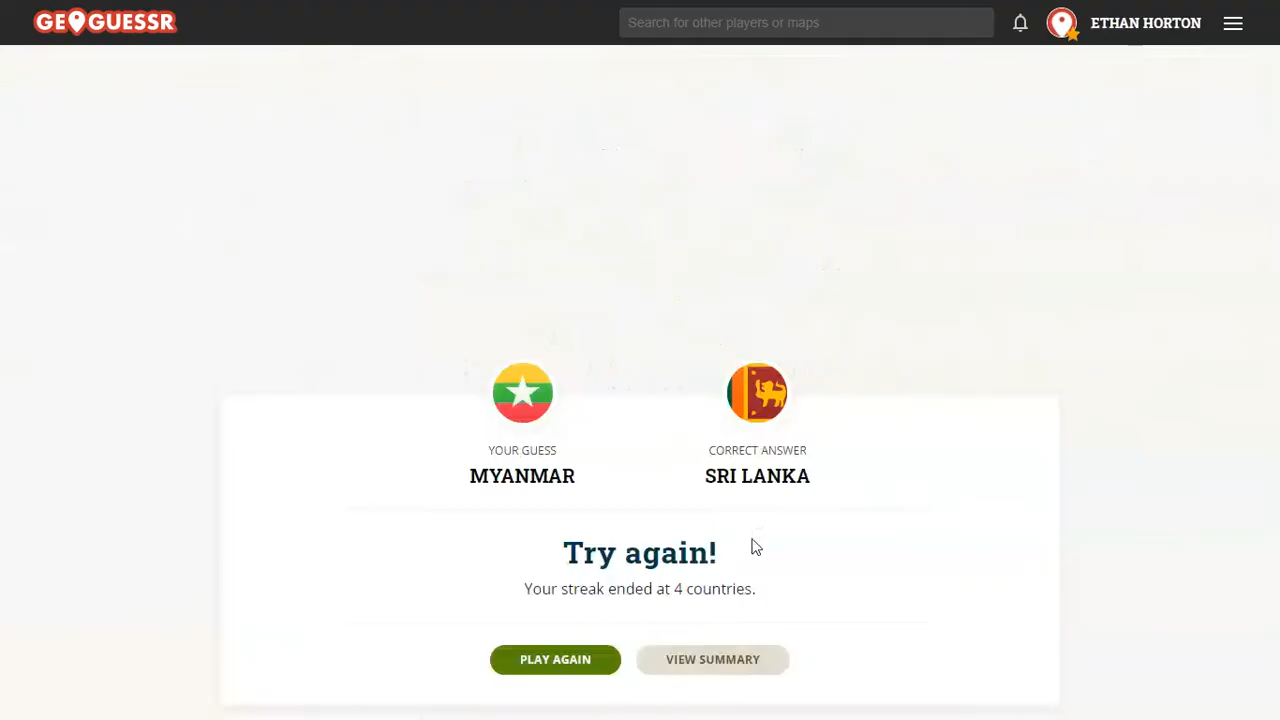 GEOGUESSR
Search for other players or maps
ETHAN HORTON
YOUR GUESS
MYANMAR
CORRECT ANSWER
SRI LANKA
Try again!
Your streak ended at 4 countries.
PLAY AGAIN
VIEW SUMMARY